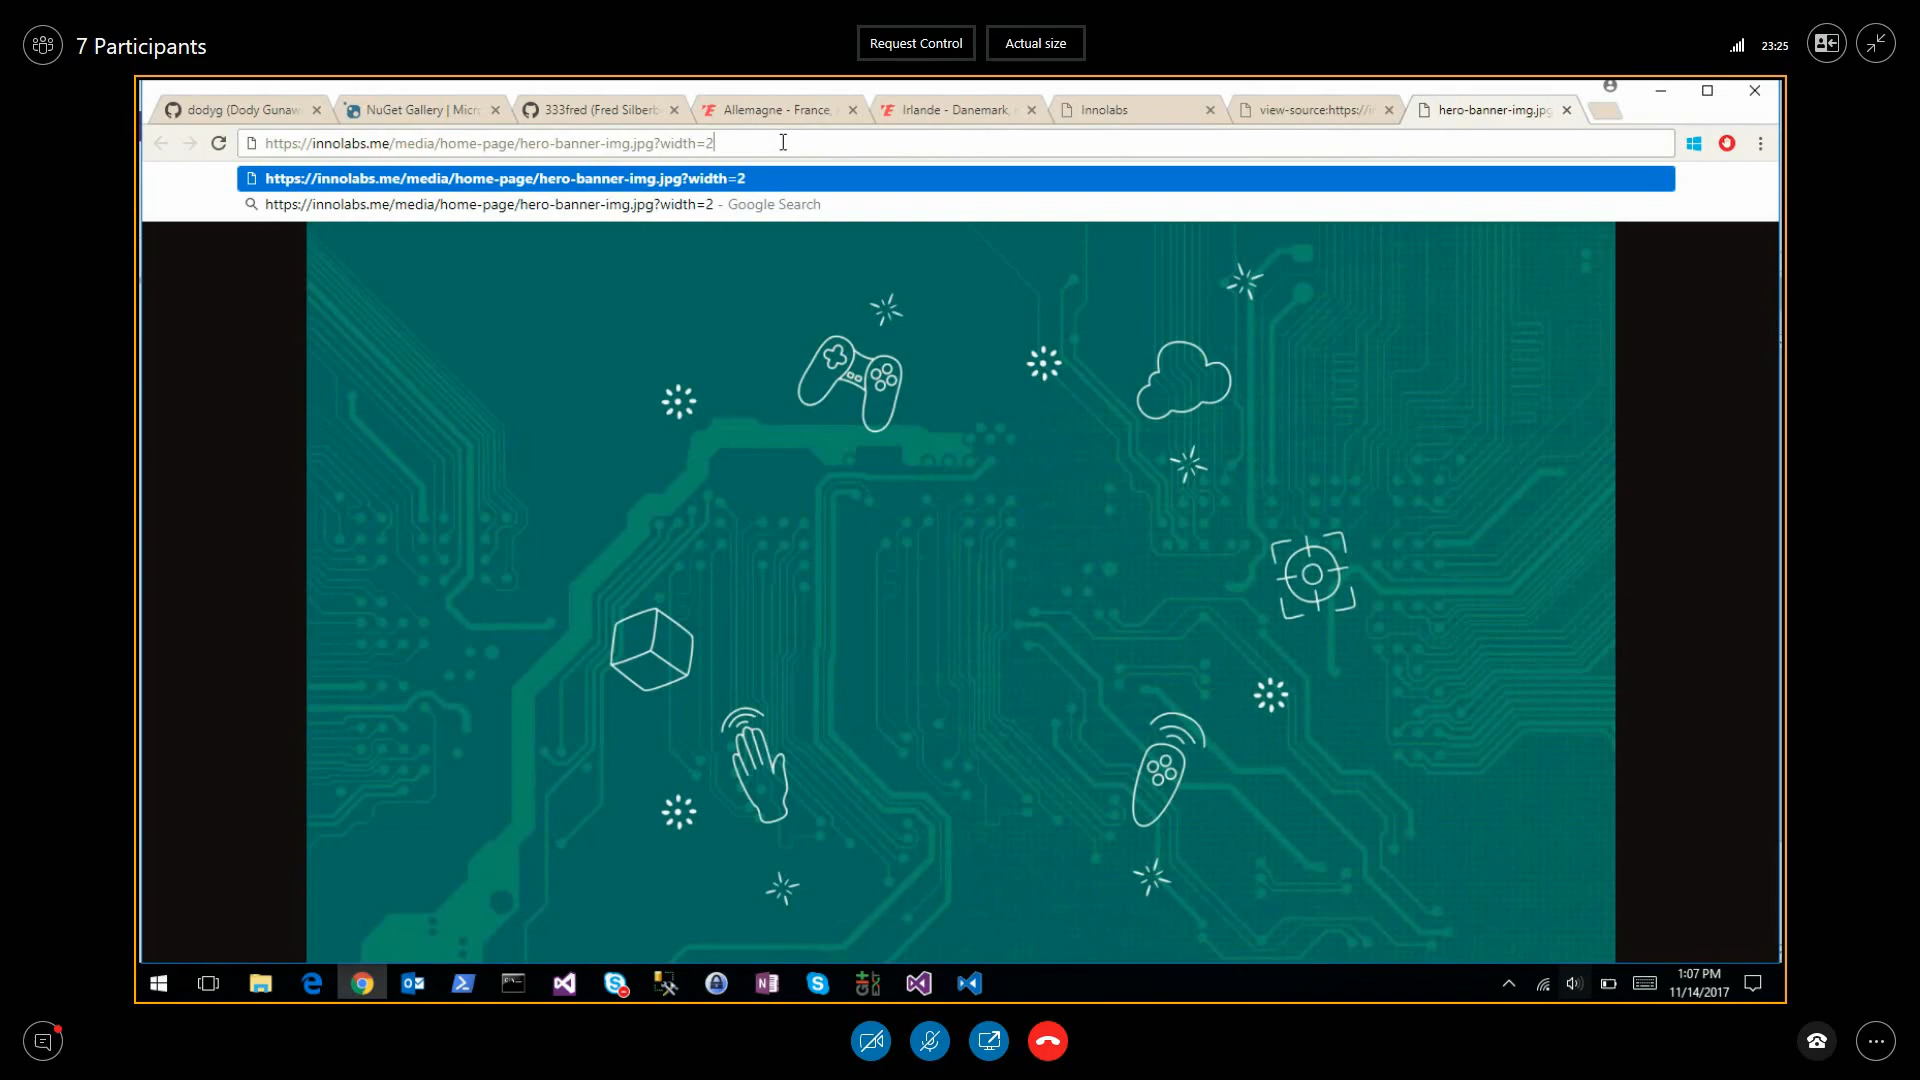 7 Participants
Request Control
Actual size
23:25
dodyg (Dody Gunaw
NuGet Gallery | Micro
333fred (Fred Silberb
Allemagne - France,
Irlande - Danemark,
Innolabs
view-source:https://i
hero-banner-img.jpg
https://innolabs.me/media/home-page/hero-banner-img.jpg?width=2
https://innolabs.me/media/home-page/hero-banner-img.jpg?width=2
https://innolabs.me/media/home-page/hero-banner-img.jpg?width=2 - Google Search
1:07 PM
11/14/2017